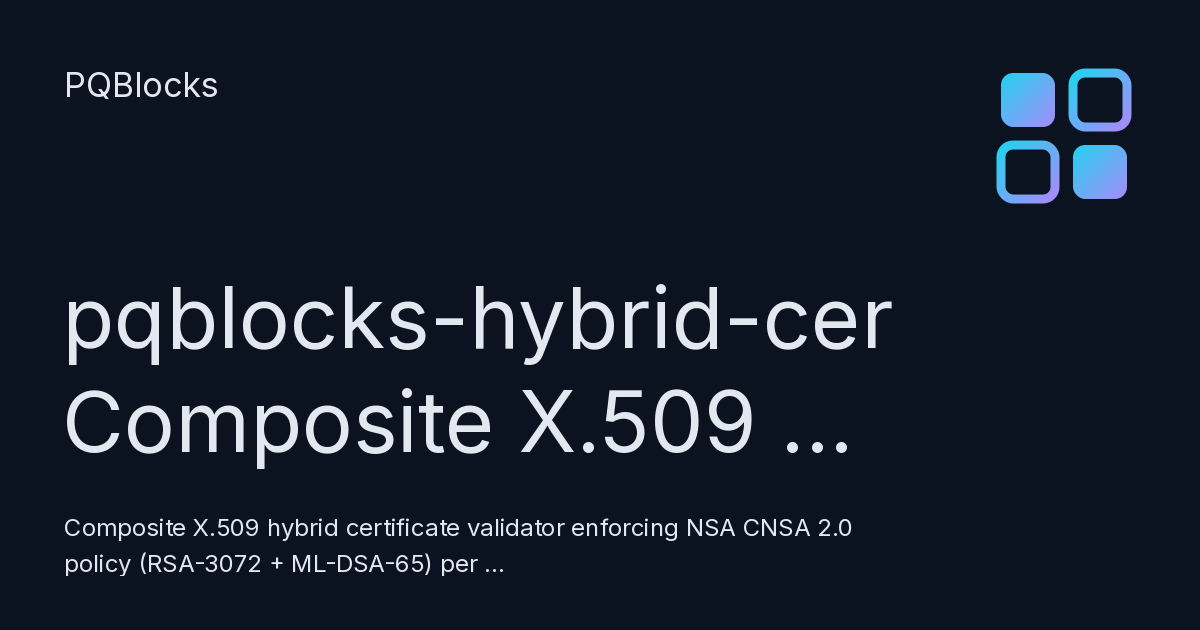 PQBlocks
pqblocks-hybrid-cer
Composite X.509 ...
Composite X.509 hybrid certificate validator enforcing NSA CNSA 2.0
policy (RSA-3072 + ML-DSA-65) per ...